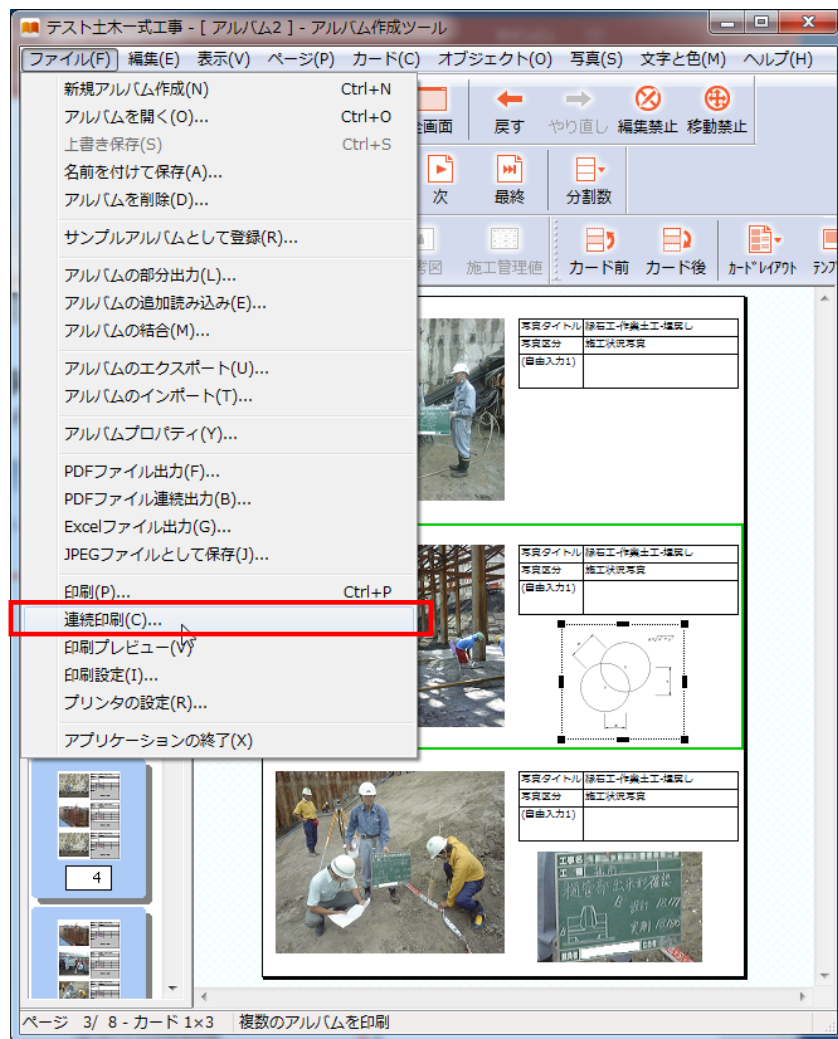 テスト土木一式工事 - [ アルバム2 ] - アルバム作成ツール
ファイル(F) 編集(E) 表示(V) ページ(P) カード(C) オブジェクト(O) 写真(S) 文字と色(M) ヘルプ(H)
新規アルバム作成(N) Ctrl+N
アルバムを開く(O)... Ctrl+O
上書き保存(S) Ctrl+S
名前を付けて保存(A)...
アルバムを削除(D)...
サンプルアルバムとして登録(R)...
アルバムの部分出力(L)...
アルバムの追加読み込み(E)...
アルバムの結合(M)...
アルバムのエクスポート(U)...
アルバムのインポート(T)...
アルバムプロパティ(Y)...
PDFファイル出力(F)...
PDFファイル連続出力(B)...
Excelファイル出力(G)...
JPEGファイルとして保存(J)...
印刷(P)... Ctrl+P
連続印刷(C)...
印刷プレビュー(V)
印刷設定(I)...
プリンタの設定(R)...
アプリケーションの終了(X)
画面 戻す やり直し 編集禁止 移動禁止
次 最終 分割数
考図 施工管理値 カード前 カード後 ｶｰﾄﾞﾚｲｱｳﾄ ﾃﾝﾌﾟ
写真タイトル 縁石工-作業土工-埋戻し
写真区分 施工状況写真
(自由入力1)
写真タイトル 縁石工-作業土工-埋戻し
写真区分 施工状況写真
(自由入力1)
写真タイトル 縁石工-作業土工-埋戻し
写真区分 施工状況写真
(自由入力1)
工事名
工種
B 設計
実測
4
ページ 3/ 8 - カード 1×3 複数のアルバムを印刷